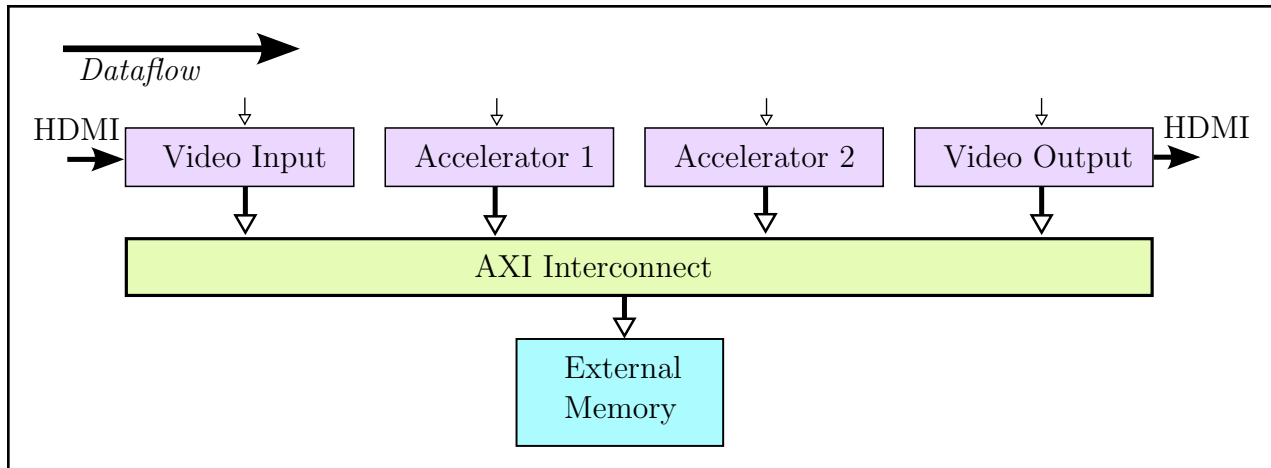 Dataflow
HDMI
HDMI
Video Input
Accelerator 1
Accelerator 2
Video Output
AXI Interconnect
External
Memory